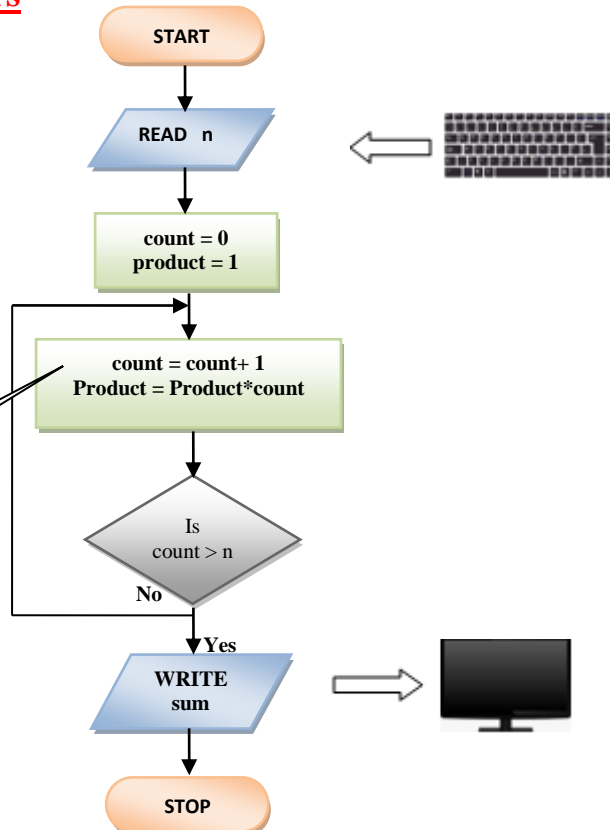 START
READ n
count = 0
product = 1
count = count+ 1
Product = Product*count
Is
count > n
No
Yes
WRITE
sum
STOP